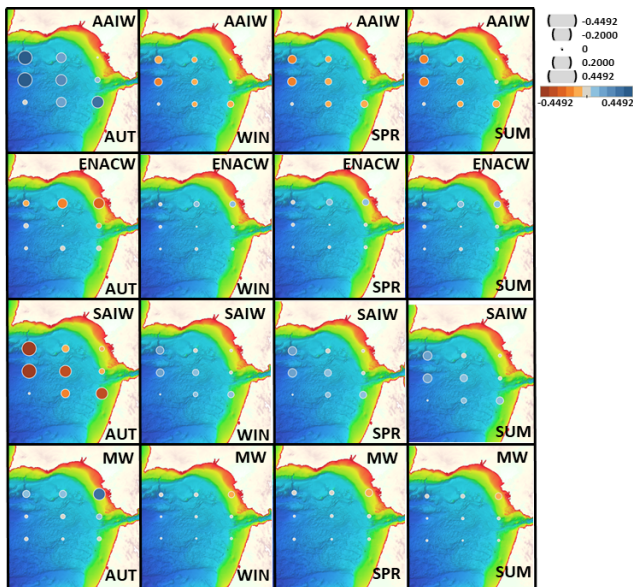 AAIW AAIW AAIW AAIW
AUT WIN SPR SUM
ENACW ENACW ENACW ENACW
AUT WIN SPR SUM
SAIW SAIW SAIW SAIW
AUT WIN SPR SUM
MW MW MW MW
AUT WIN SPR SUM
-0.4492
-0.2000
0
0.2000
0.4492
-0.4492 0.4492